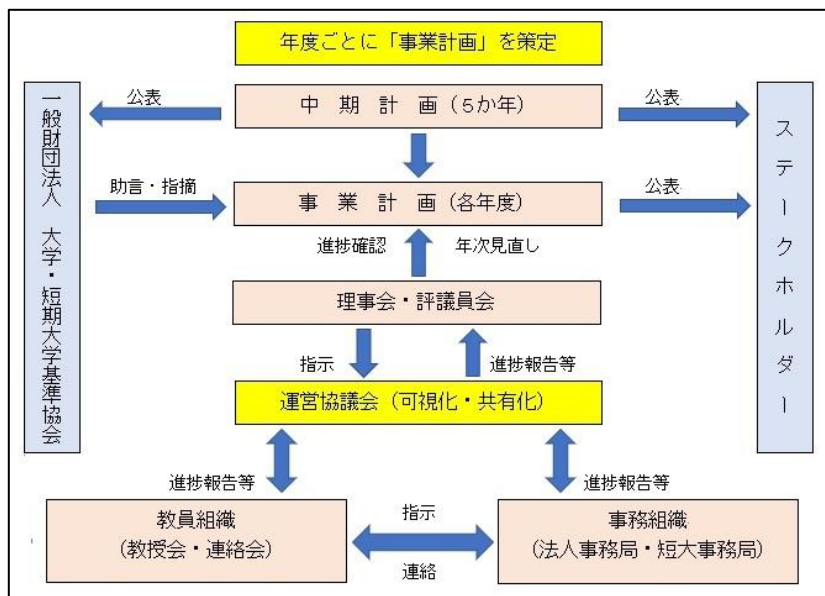 年度ごとに「事業計画」を策定
公表
中 期 計 画（5か年）
公表
一般財団法人 大学・短期大学基準協会
ステークホルダー
助言・指摘
事 業 計 画（各年度）
公表
進捗確認 年次見直し
理事会・評議員会
指示
進捗報告等
運営協議会（可視化・共有化）
進捗報告等
進捗報告等
教員組織
（教授会・連絡会）
指示
連絡
事務組織
（法人事務局・短大事務局）